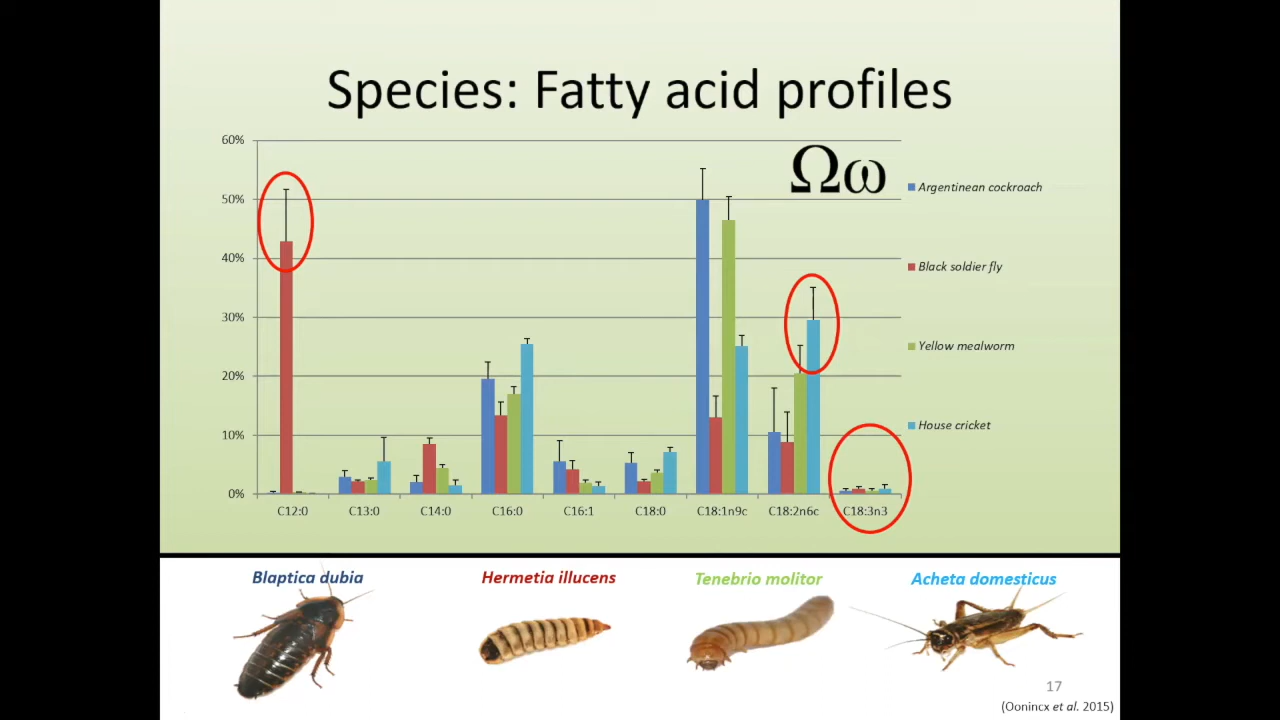 Species: Fatty acid profiles
60%
50%
40%
30%
20%
10%
0%
Ωω
Argentinean cockroach
Black soldier fly
Yellow mealworm
House cricket
C12:0 C13:0 C14:0 C16:0 C16:1 C18:0 C18:1n9c C18:2n6c C18:3n3
Blaptica dubia Hermetia illucens Tenebrio molitor Acheta domesticus
17
(Oonincx et al. 2015)